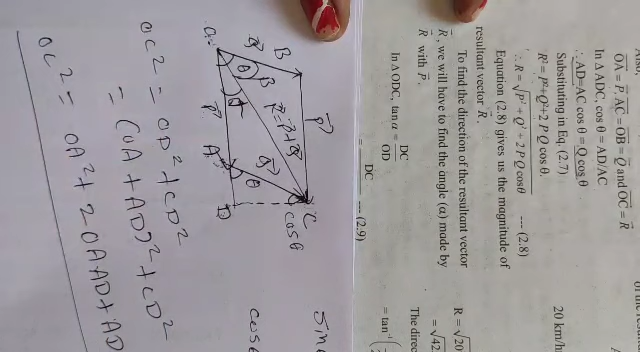 Also,
OA = P, AC = OB = Q and OC = R
In ΔADC, cos θ = AD/AC
∴ AD=AC cos θ = Q cos θ
Substituting in Eq. (2.7)
R² = P²+Q²+2 P Q cos θ.
∴ R = √P² + Q² + 2 P Q cosθ --- (2.8)
Equation (2.8) gives us the magnitude of
resultant vector R.
To find the direction of the resultant vector
R, we will have to find the angle (α) made by
R with P.
In Δ ODC, tan α = DC/OD
= DC --- (2.9)
20 km/h
R = √20
= √42.
The direc
= tan⁻¹
B
P
C
Q
B
θ
α
R = P + Q
Q
P
A
θ
D
cosθ
OC2 = OD2 + CD2
= (OA + AD)2 + CD2
OC2 = OA2 + 2OA AD + AD
sin
cos